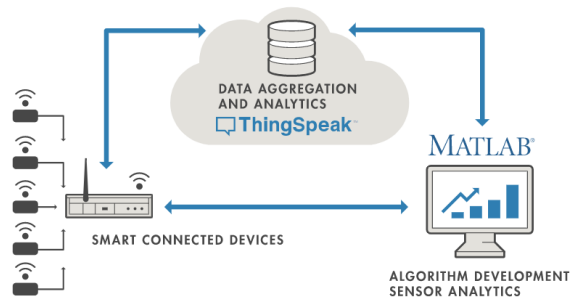 DATA AGGREGATION
AND ANALYTICS
ThingSpeak™
MATLAB®
SMART CONNECTED DEVICES
ALGORITHM DEVELOPMENT
SENSOR ANALYTICS